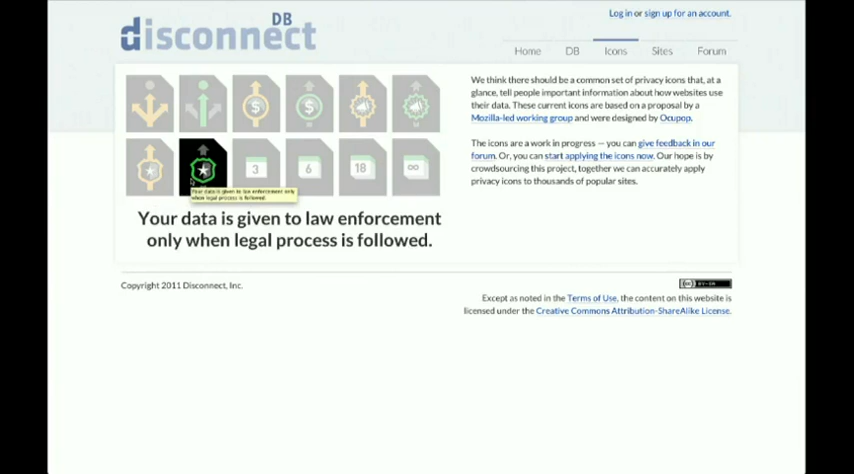 DB
disconnect
Log in or sign up for an account.
Home DB Icons Sites Forum
$ $
3 6 18 ∞
Your data is given to law enforcement only
when legal process is followed.
Your data is given to law enforcement
only when legal process is followed.
We think there should be a common set of privacy icons that, at a
glance, tell people important information about how websites use
their data. These current icons are based on a proposal by a
Mozilla-led working group and were designed by Ocupop.
The icons are a work in progress — you can give feedback in our
forum. Or, you can start applying the icons now. Our hope is by
crowdsourcing this project, together we can accurately apply
privacy icons to thousands of popular sites.
Copyright 2011 Disconnect, Inc.
cc BY-SA
Except as noted in the Terms of Use, the content on this website is
licensed under the Creative Commons Attribution-ShareAlike License.